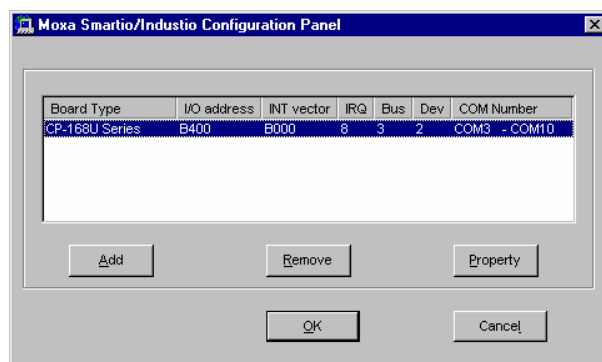 Moxa Smartio/Industio Configuration Panel
Board Type I/O address INT vector IRQ Bus Dev COM Number
CP-168U Series B400 B000 8 3 2 COM3 - COM10
Add Remove Property
OK Cancel